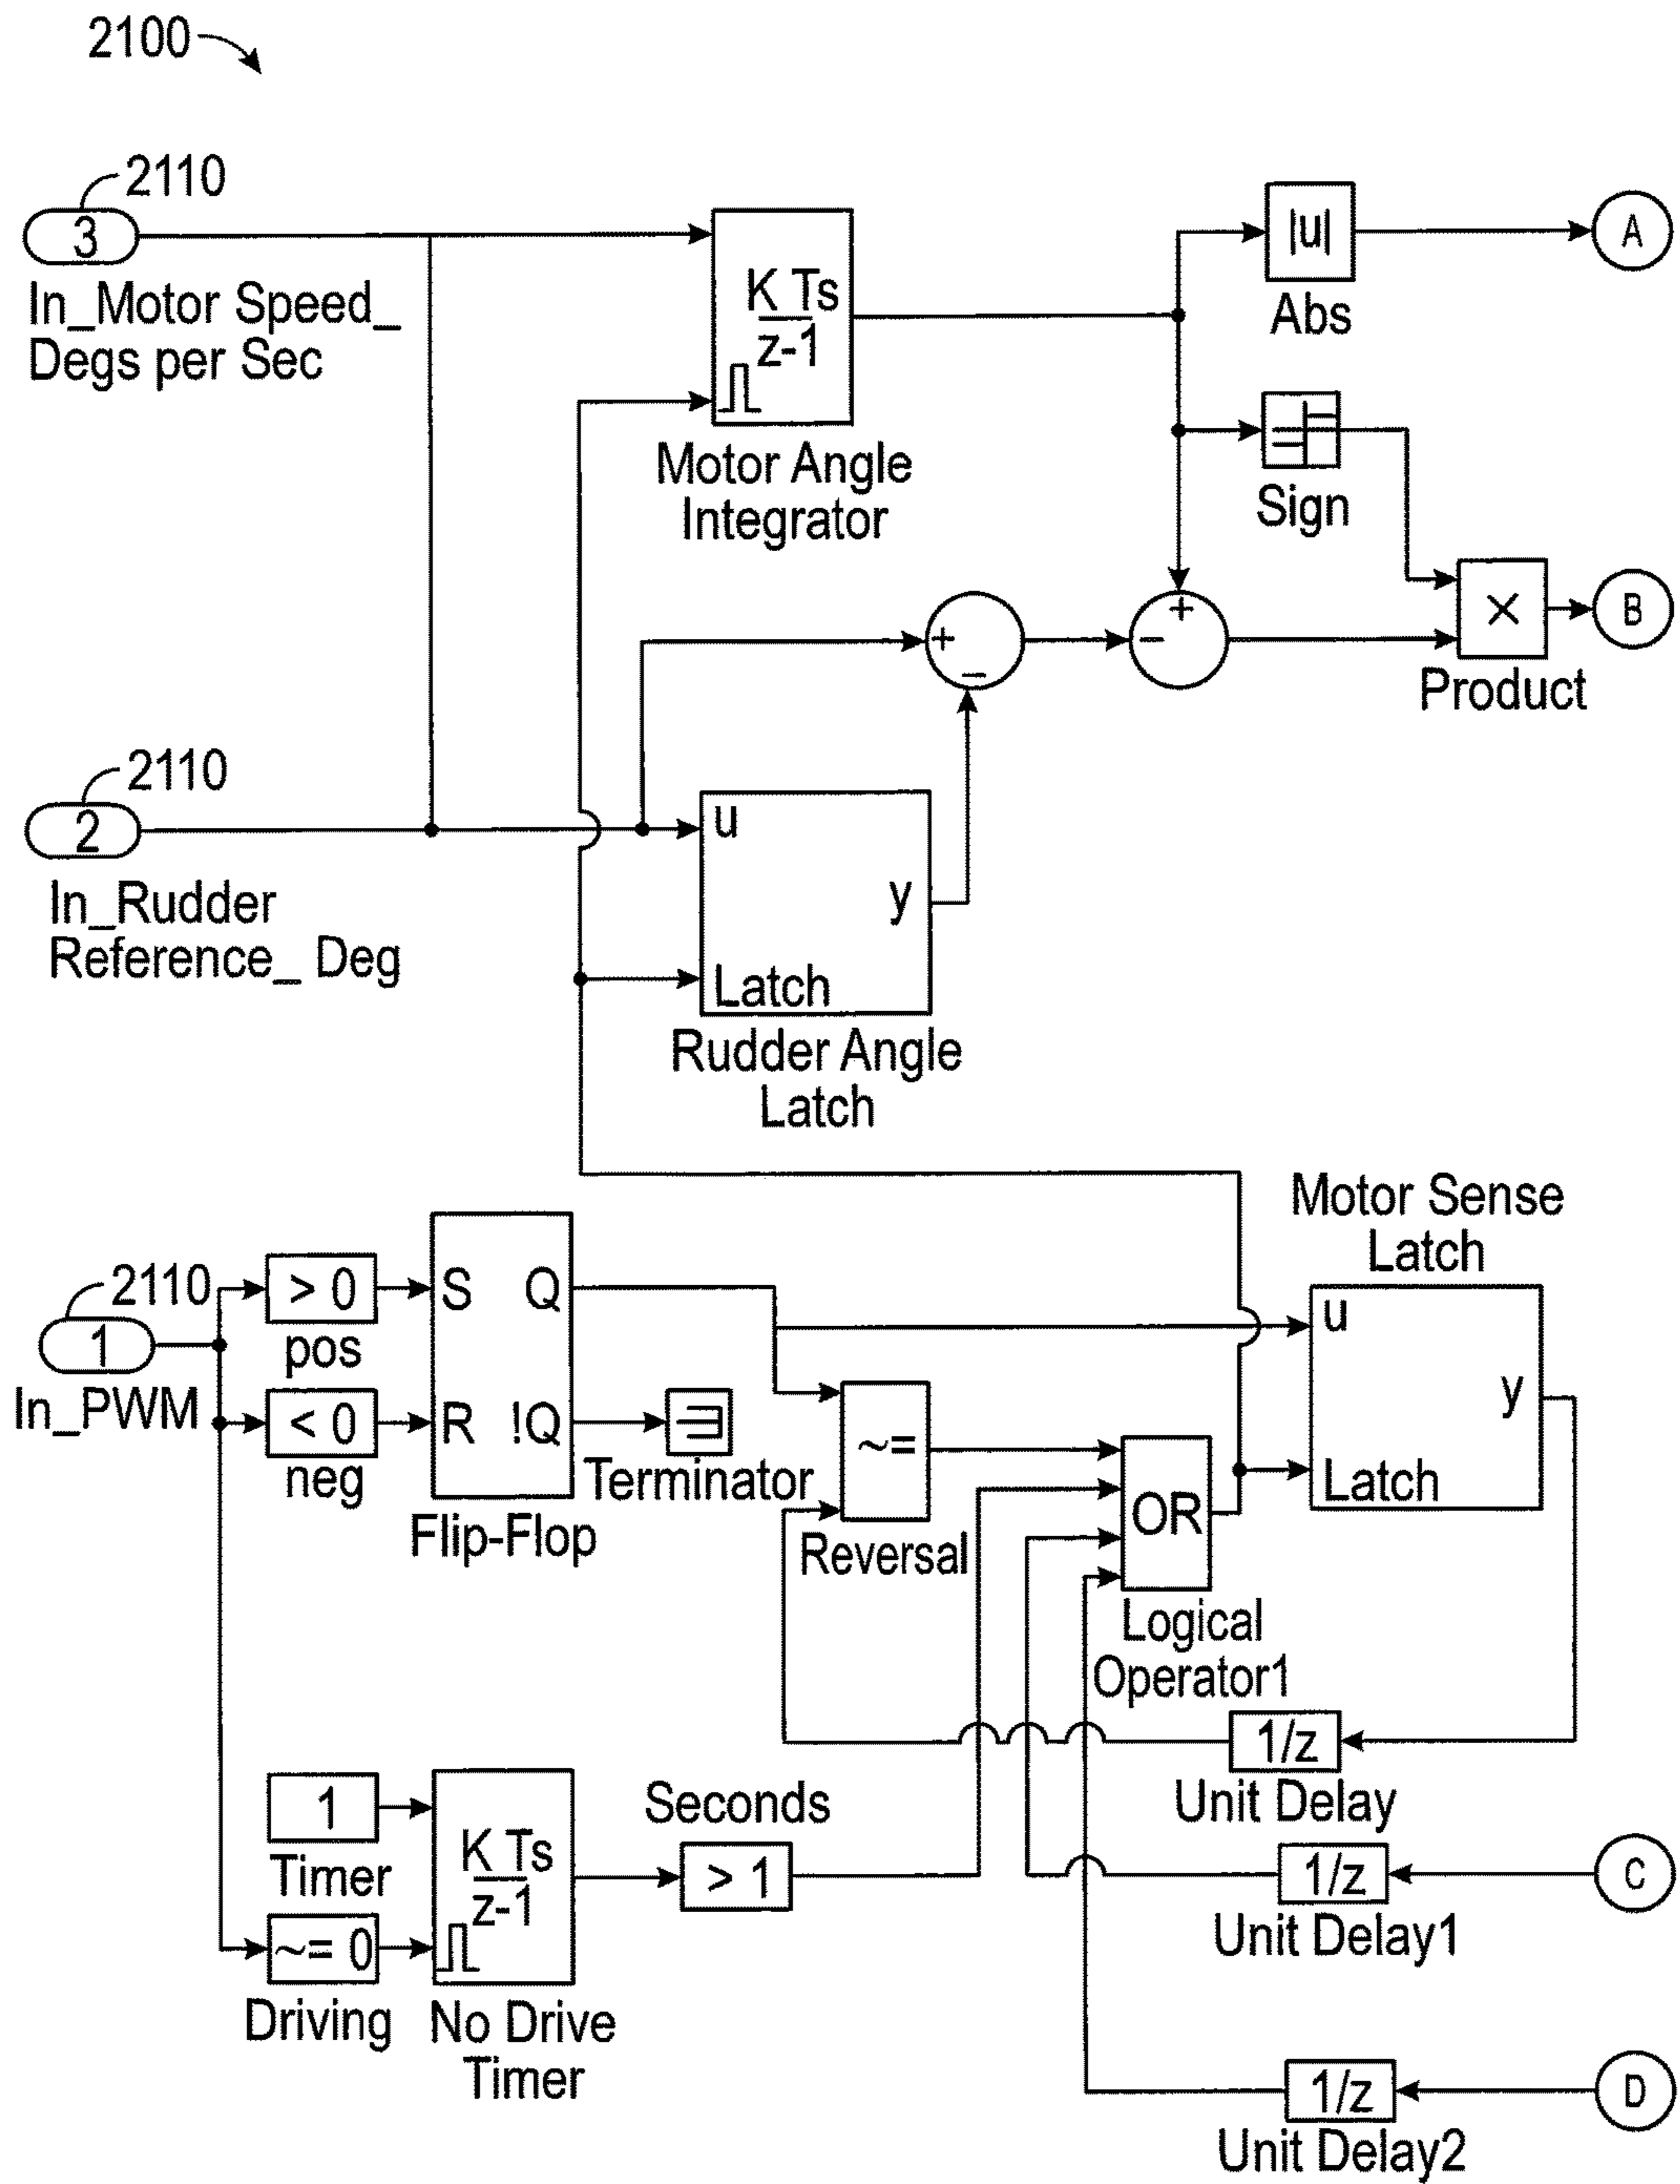 2100
2110
3
In_Motor Speed_
Degs per Sec
K Ts
z-1
Motor Angle
Integrator
|u|
Abs
A
Sign
×
Product
B
+
−
+
−
2110
2
In_Rudder
Reference_ Deg
u
y
Latch
Rudder Angle
Latch
2110
1
In_PWM
> 0
pos
< 0
neg
S Q
R !Q
Flip-Flop
Terminator
~=
Reversal
OR
Logical
Operator1
Motor Sense
Latch
u
y
Latch
1/z
Unit Delay
1
Timer
~= 0
Driving
K Ts
z-1
No Drive
Timer
Seconds
> 1
1/z
Unit Delay1
C
1/z
Unit Delay2
D